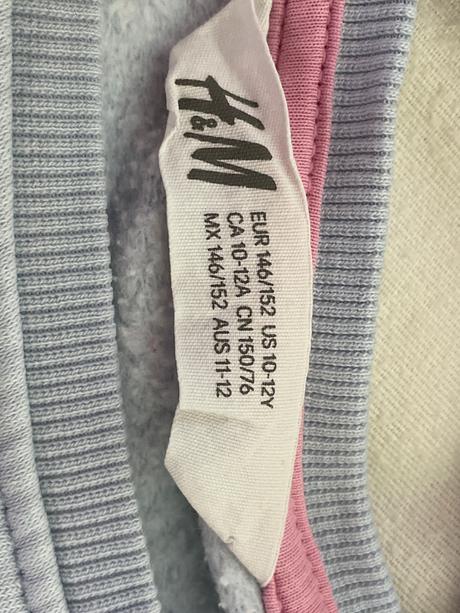 H&M
EUR 146/152 US 10-12Y
CA 10-12A CN 150/76
MX 146/152 AUS 11-12